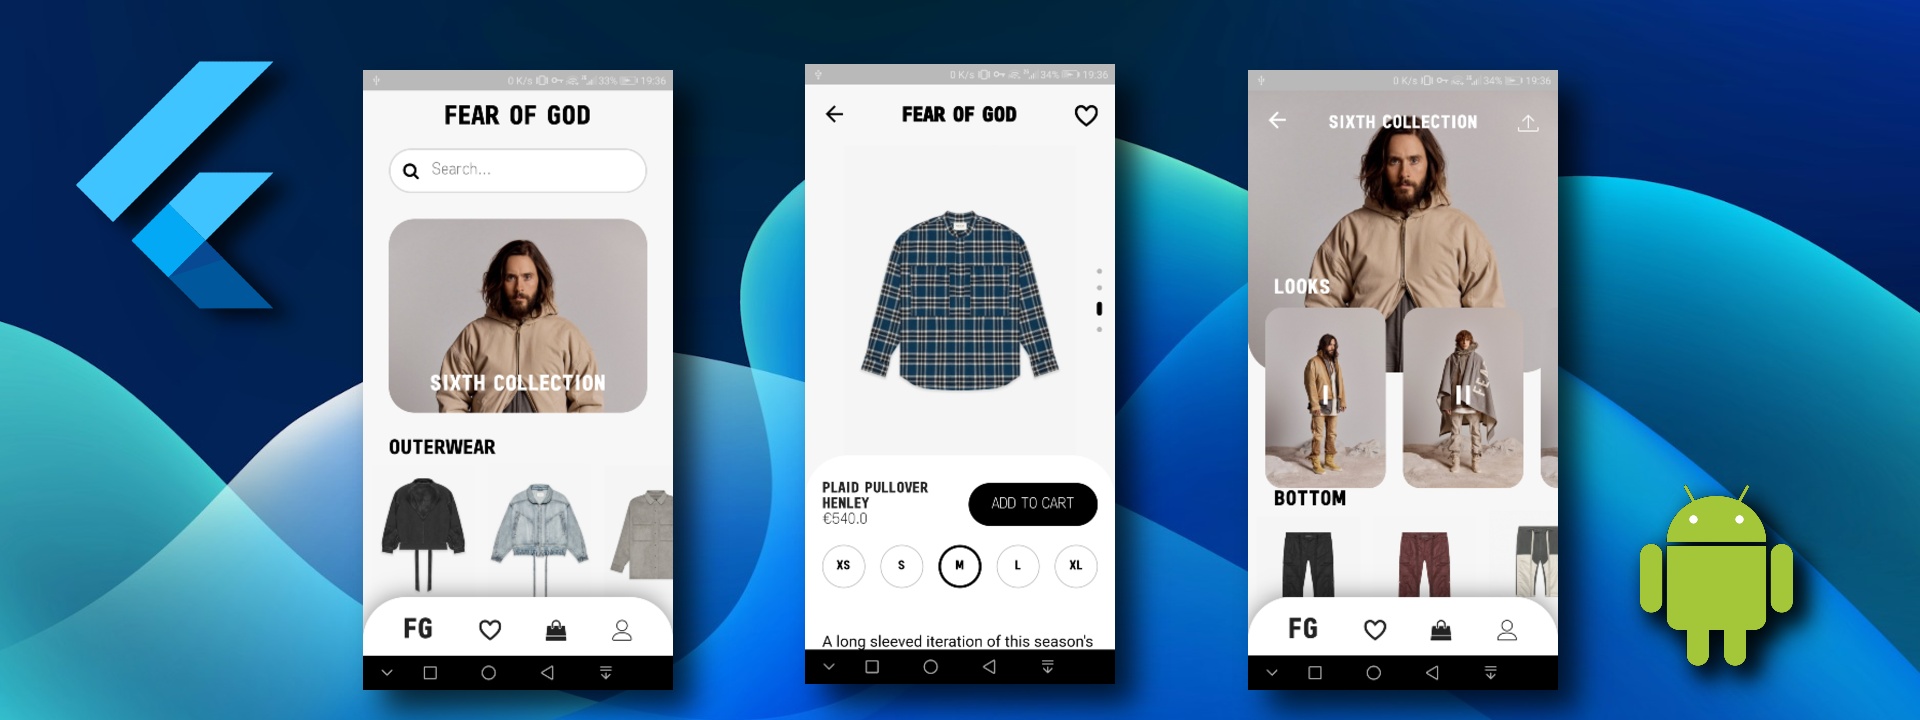 0 K/s 33% 19:36
FEAR OF GOD
Search...
SIXTH COLLECTION
OUTERWEAR
FG
0 K/s 34% 19:36
FEAR OF GOD
PLAID PULLOVER
HENLEY
€540.0
ADD TO CART
XS S M L XL
A long sleeved iteration of this season's
0 K/s 34% 19:36
SIXTH COLLECTION
LOOKS
I II
FEA
BOTTOM
FG